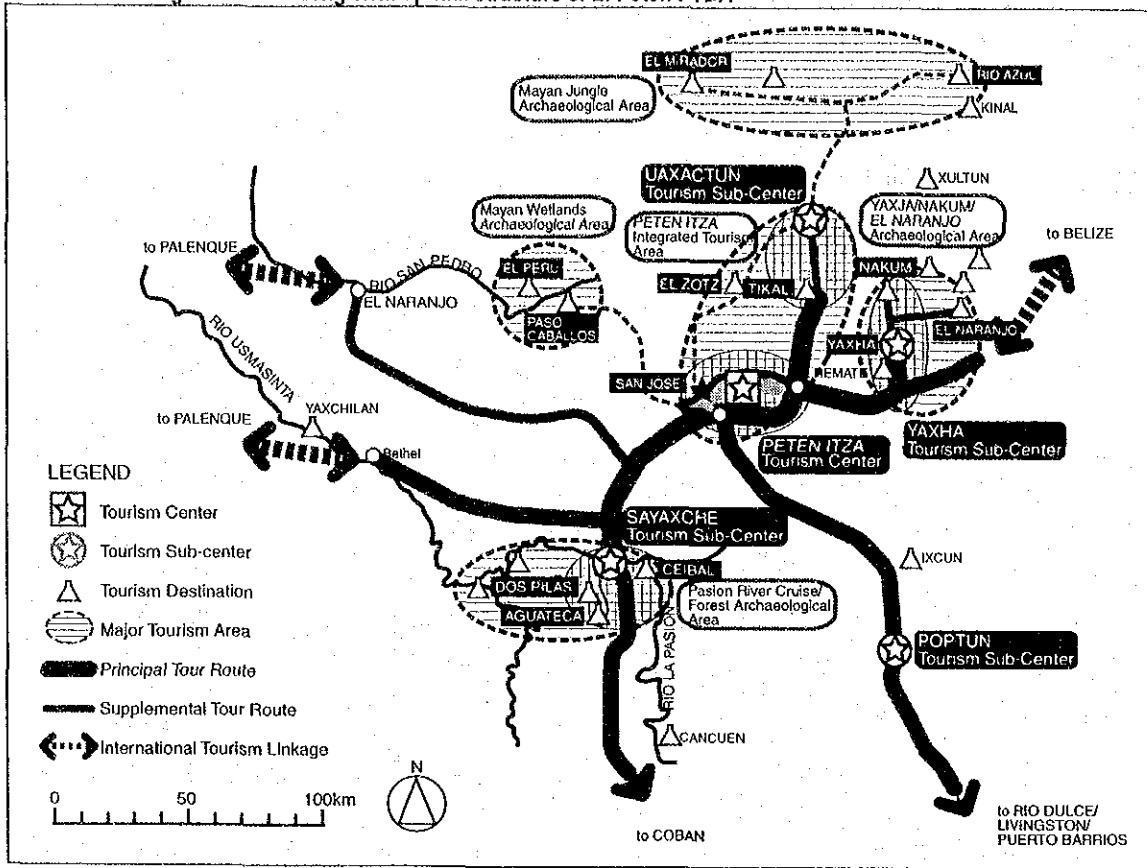 EL MIRADOR
RIO AZUL
Mayan Jungle
Archaeological Area
KINAL
UAXACTUN
Tourism Sub-Center
XULTUN
Mayan Wetlands
Archaeological Area
PETEN ITZA
Integrated Tourism
Area
YAXJA/NAKUM/
EL NARANJO
Archaeological Area
to BELIZE
to PALENQUE
RIO SAN PEDRO
EL NARANJO
EL PERU
PASO
CABALLOS
EL ZOTZ
TIKAL
NAKUM
EL NARANJO
YAXHA
REMATE
RIO USMASINTA
SAN JOSE
to PALENQUE
YAXCHILAN
Bethel
PETEN ITZA
Tourism Center
YAXHA
Tourism Sub-Center
SAYAXCHE
Tourism Sub-Center
IXCUN
CEIBAL
DOS PILAS
AGUATECA
Pasion River Cruise/
Forest Archaeological
Area
RIO LA PASION
POPTUN
Tourism Sub-Center
CANCUEN
LEGEND
Tourism Center
Tourism Sub-center
Tourism Destination
Major Tourism Area
Principal Tour Route
Supplemental Tour Route
International Tourism Linkage
N
0 50 100km
to COBAN
to RIO DULCE/
LIVINGSTON/
PUERTO BARRIOS